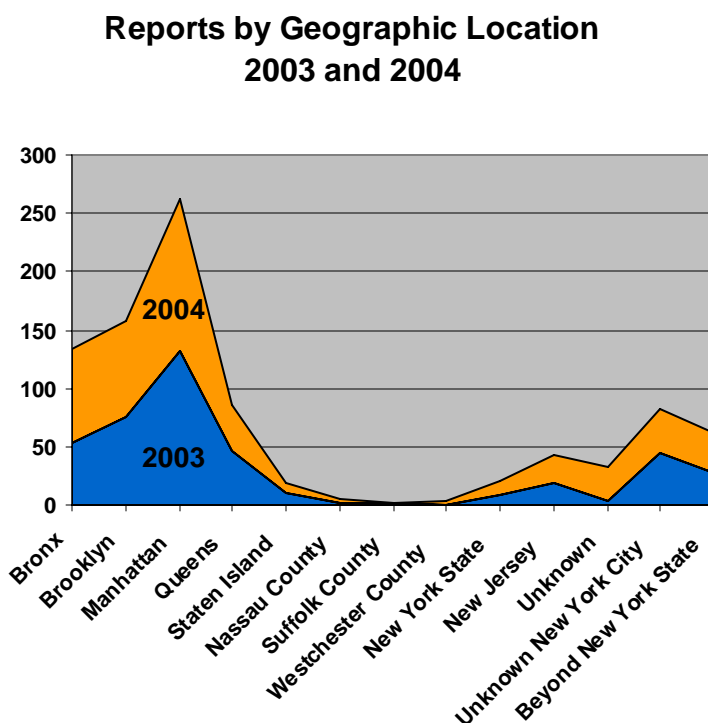 Reports by Geographic Location
2003 and 2004
300
250
200
150
100
50
0
2004
2003
Bronx
Brooklyn
Manhattan
Queens
Staten Island
Nassau County
Suffolk County
Westchester County
New York State
New Jersey
Unknown
Unknown New York City
Beyond New York State